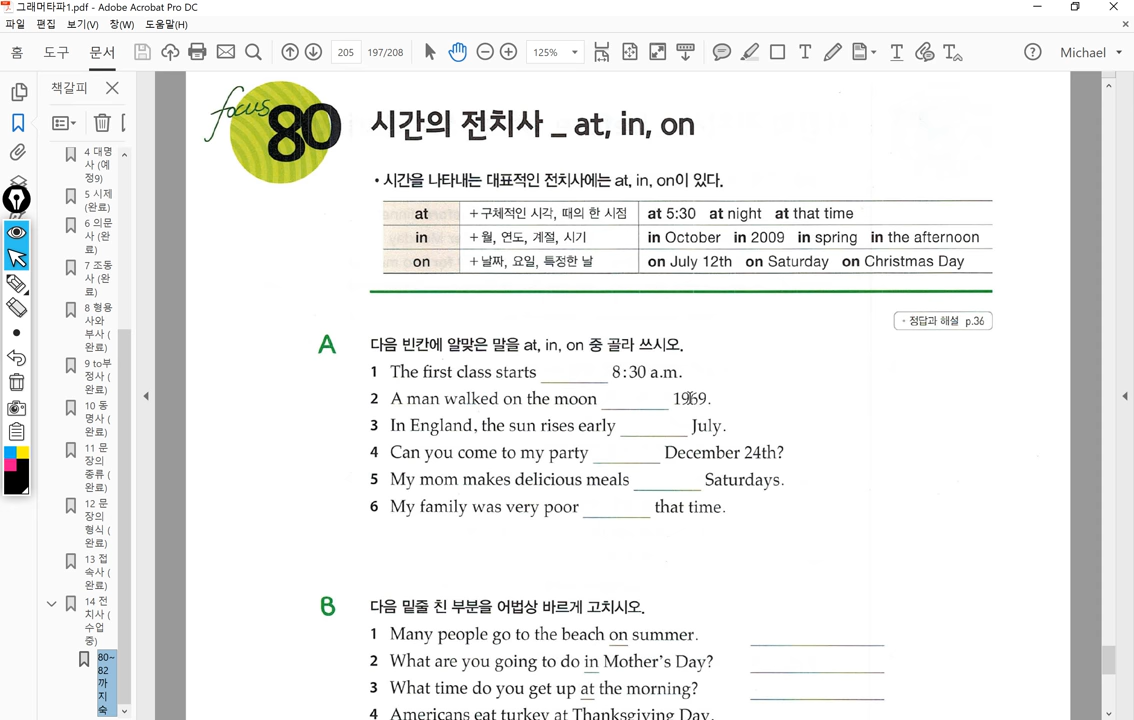 그래머타파1.pdf - Adobe Acrobat Pro DC
파일 편집 보기(V) 창(W) 도움말(H)
홈 도구 문서 205 197/208 125% Michael
책갈피
4 대명
사 (예
정9)
5 시제
(완료)
6 의문
사 (완
료)
7 조동
사 (완
료)
8 형용
사와
부사 (
완료)
9 to부
정사 (
완료)
10 동
명사 (
완료)
11 문
장의
종류 (
완료)
12 문
장의
형식 (
완료)
13 접
속사 (
완료)
14 전
치사 (
수업
중)
80~
82
까
지
숙
focus 80 시간의 전치사 _ at, in, on
• 시간을 나타내는 대표적인 전치사에는 at, in, on이 있다.
at + 구체적인 시각, 때의 한 시점 at 5:30 at night at that time
in + 월, 연도, 계절, 시기 in October in 2009 in spring in the afternoon
on + 날짜, 요일, 특정한 날 on July 12th on Saturday on Christmas Day
• 정답과 해설 p.36
A 다음 빈칸에 알맞은 말을 at, in, on 중 골라 쓰시오.
1 The first class starts ________ 8:30 a.m.
2 A man walked on the moon ________ 1969.
3 In England, the sun rises early ________ July.
4 Can you come to my party ________ December 24th?
5 My mom makes delicious meals ________ Saturdays.
6 My family was very poor ________ that time.
B 다음 밑줄 친 부분을 어법상 바르게 고치시오.
1 Many people go to the beach on summer.
2 What are you going to do in Mother's Day?
3 What time do you get up at the morning?
4 Americans eat turkey at Thanksgiving Day.